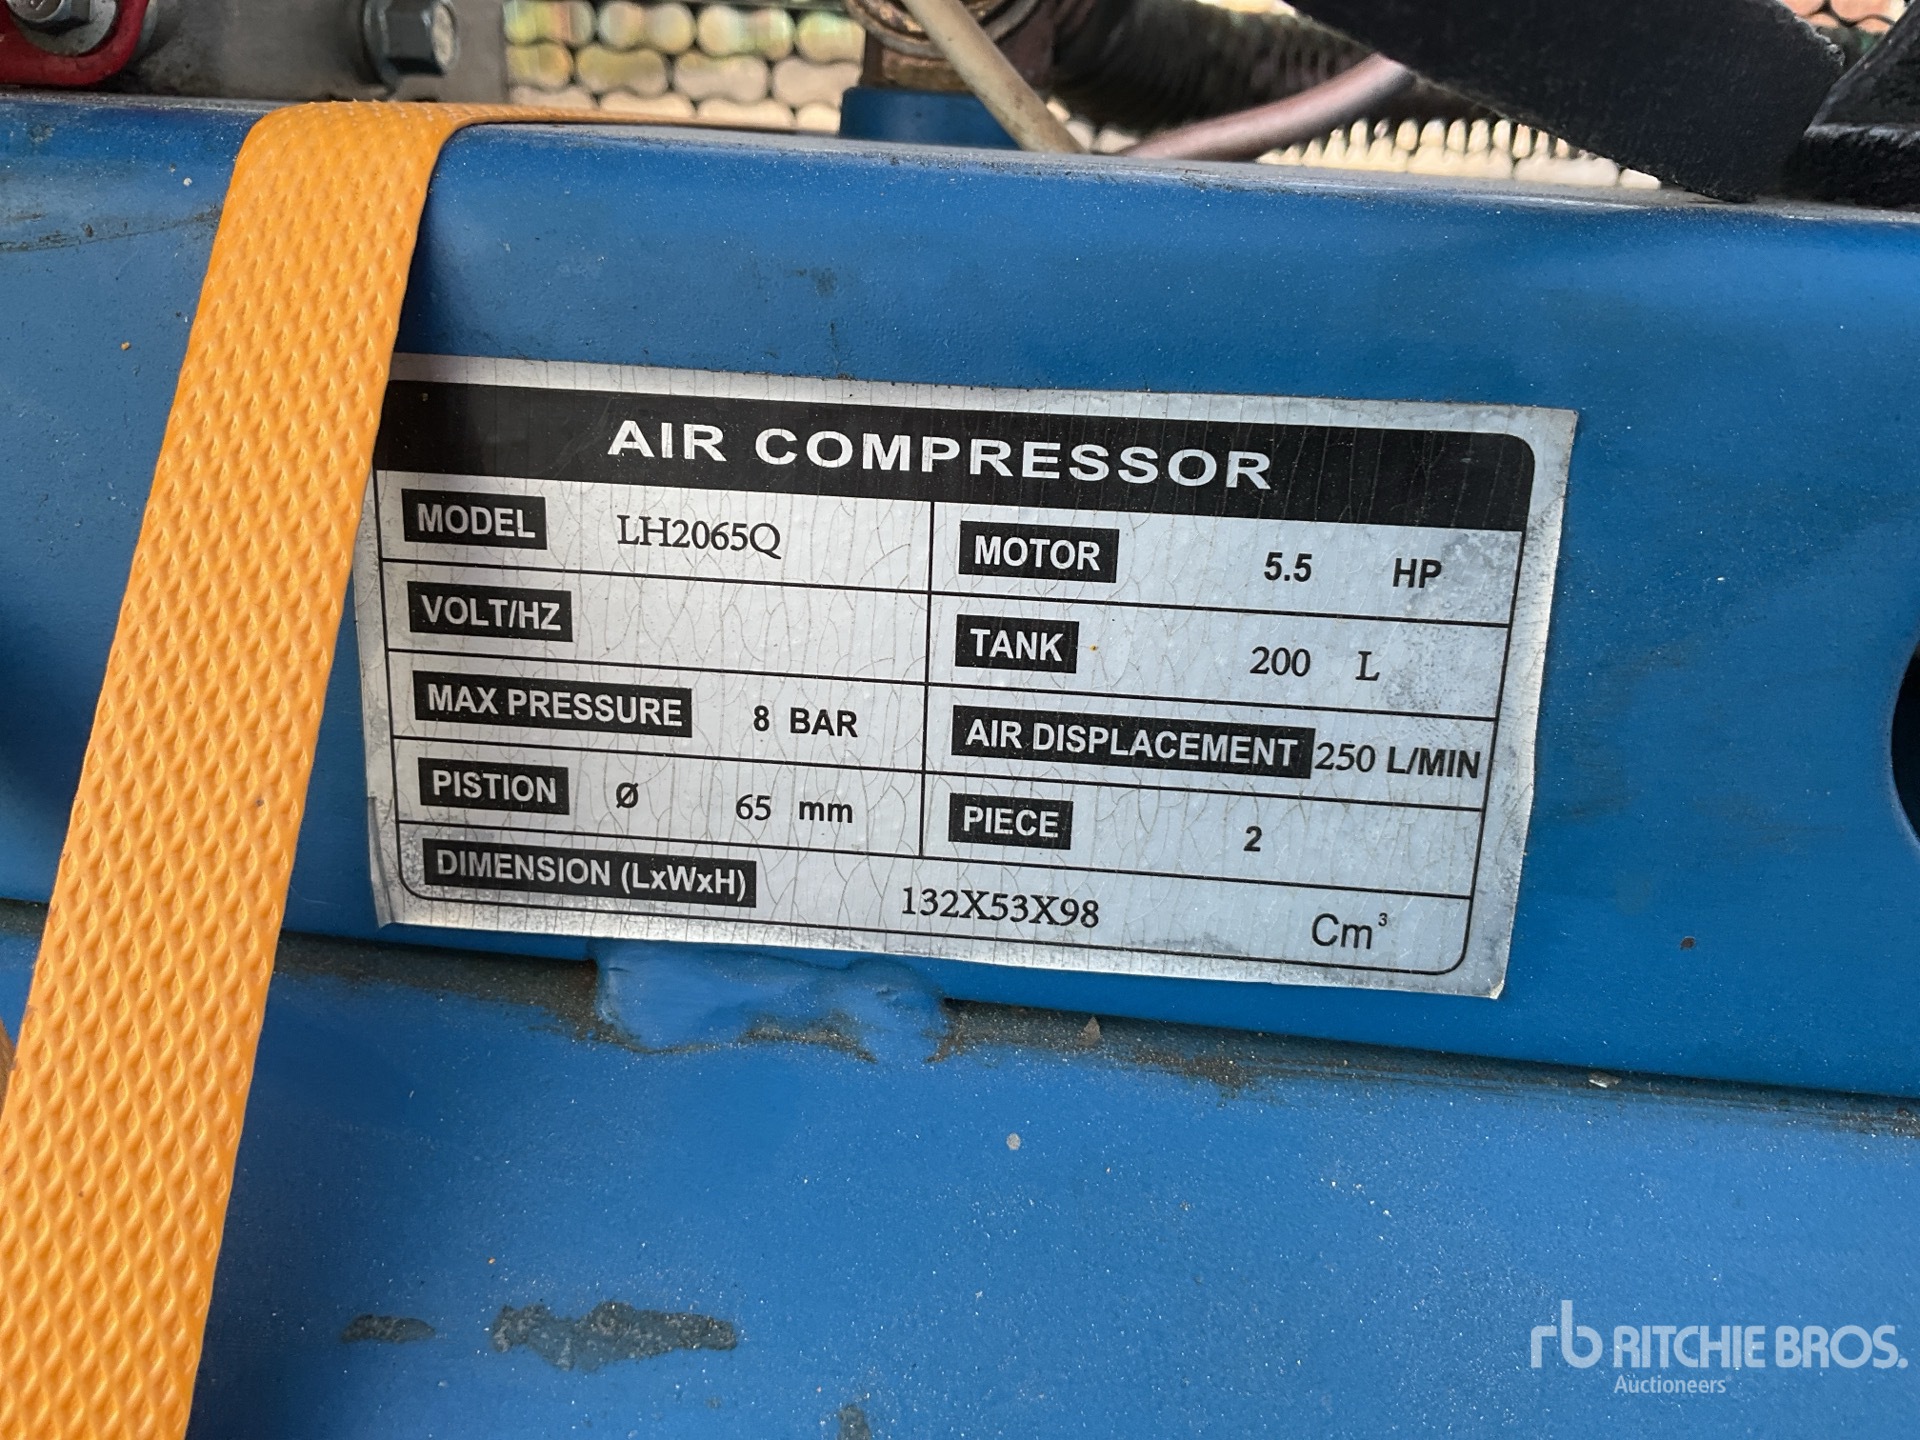 AIR COMPRESSOR
MODEL LH2065Q MOTOR 5.5 HP
VOLT/HZ TANK 200 L
MAX PRESSURE 8 BAR AIR DISPLACEMENT 250 L/MIN
PISTION Ø 65 mm PIECE 2
DIMENSION (LxWxH) 132X53X98 Cm³
rb RITCHIE BROS.
Auctioneers